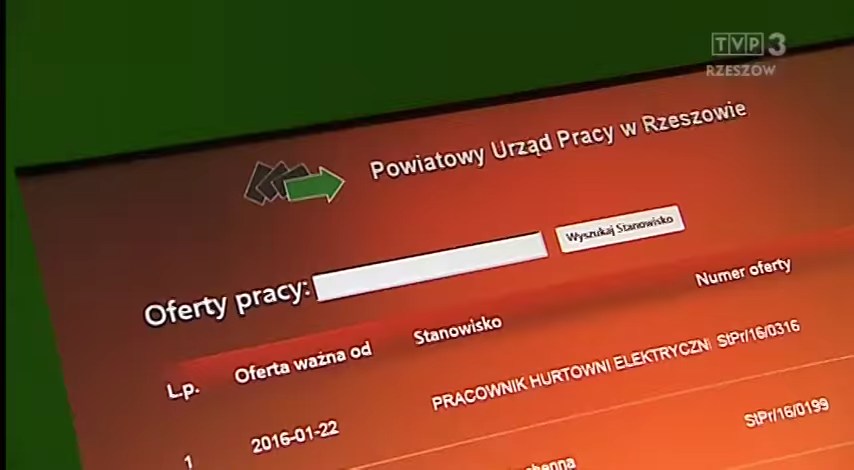 TVP3
RZESZÓW
Powiatowy Urząd Pracy w Rzeszowie
Oferty pracy:
Wyszukaj Stanowisko
L.p. Oferta ważna od Stanowisko Numer oferty
1 2016-01-22 PRACOWNIK HURTOWNI ELEKTRYCZN StPr/16/0316
StPr/16/0199